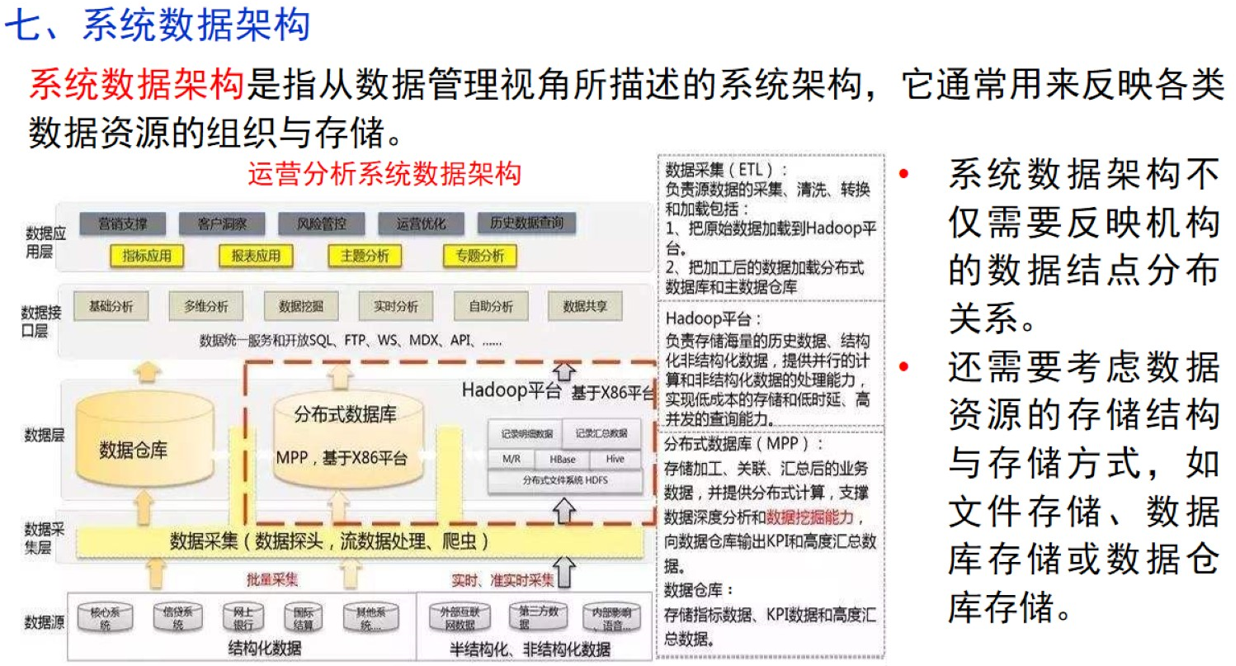 七、系统数据架构
系统数据架构是指从数据管理视角所描述的系统架构，它通常用来反映各类
数据资源的组织与存储。
运营分析系统数据架构
数据应
用层
营销支撑 客户洞察 风险管控 运营优化 历史数据查询
指标应用 报表应用 主题分析 专题分析
数据接
口层
基础分析 多维分析 数据挖掘 实时分析 自助分析 数据共享
数据统一服务和开放SQL、FTP、WS、MDX、API、......
数据层
数据仓库
分布式数据库
MPP，基于X86平台
Hadoop平台 基于X86平台
记录明细数据 记录汇总数据
M/R HBase Hive
分布式文件系统 HDFS
数据采
集层
数据采集（数据探头，流数据处理、爬虫）
批量采集 实时、准实时采集
数据源
核心系
统
信贷系
统
网上
银行
国际
结算
其他系
统...
外部互联
网数据
第三方数
据
内部影响
、语音...
结构化数据 半结构化、非结构化数据
数据采集（ETL）：
负责源数据的采集、清洗、转换
和加载包括：
1、把原始数据加载到Hadoop平
台。
2、把加工后的数据加载分布式
数据库和主数据仓库
Hadoop平台：
负责存储海量的历史数据、结构
化非结构化数据，提供并行的计
算和非结构化数据的处理能力，
实现低成本的存储和低时延、高
并发的查询能力。
分布式数据库（MPP）：
存储加工、关联、汇总后的业务
数据，并提供分布式计算，支撑
数据深度分析和数据挖掘能力，
向数据仓库输出KPI和高度汇总数
据。
数据仓库：
存储指标数据、KPI数据和高度汇
总数据。
• 系统数据架构不
仅需要反映机构
的数据结点分布
关系。
• 还需要考虑数据
资源的存储结构
与存储方式，如
文件存储、数据
库存储或数据仓
库存储。